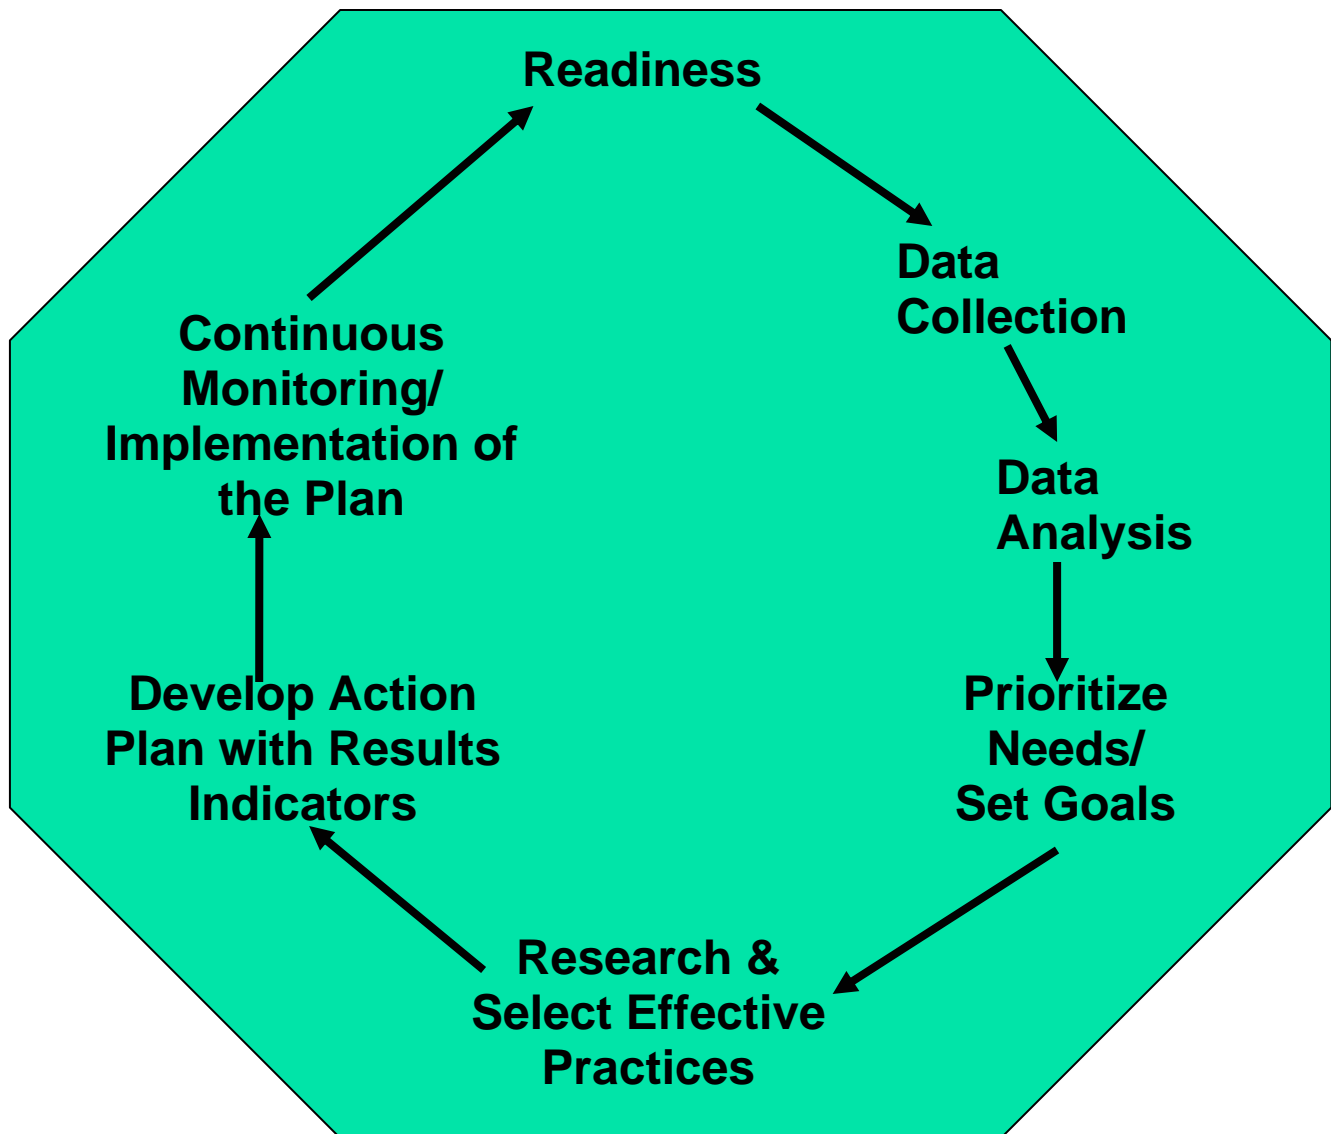 Readiness
Data
Collection
Data
Analysis
Prioritize
Needs/
Set Goals
Research &
Select Effective
Practices
Develop Action
Plan with Results
Indicators
Continuous
Monitoring/
Implementation of
the Plan